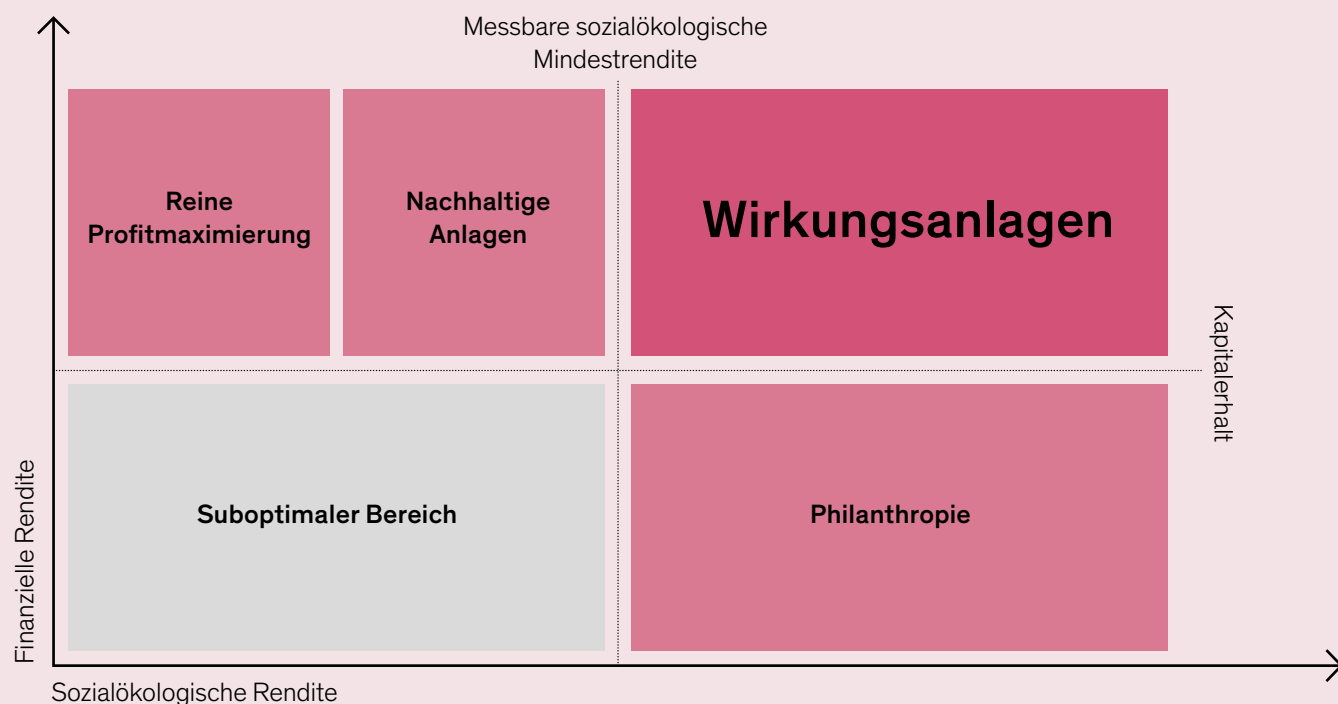 Messbare sozialökologische
Mindestrendite
Reine
Profitmaximierung
Nachhaltige
Anlagen
Wirkungsanlagen
Kapitalerhalt
Suboptimaler Bereich
Philanthropie
Finanzielle Rendite
Sozialökologische Rendite